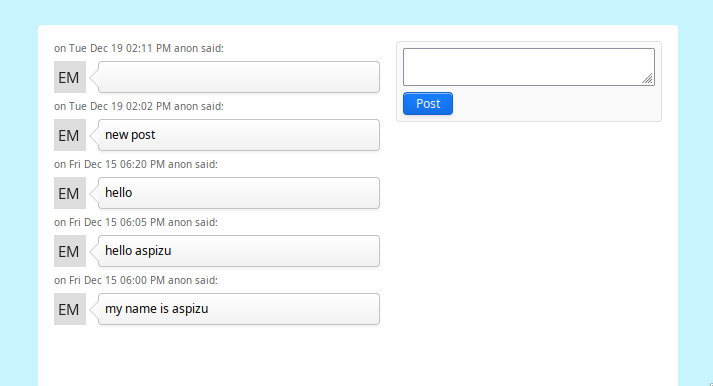 on Tue Dec 19 02:11 PM anon said:
EM
on Tue Dec 19 02:02 PM anon said:
EM
new post
on Fri Dec 15 06:20 PM anon said:
EM
hello
on Fri Dec 15 06:05 PM anon said:
EM
hello aspizu
on Fri Dec 15 06:00 PM anon said:
EM
my name is aspizu
Post